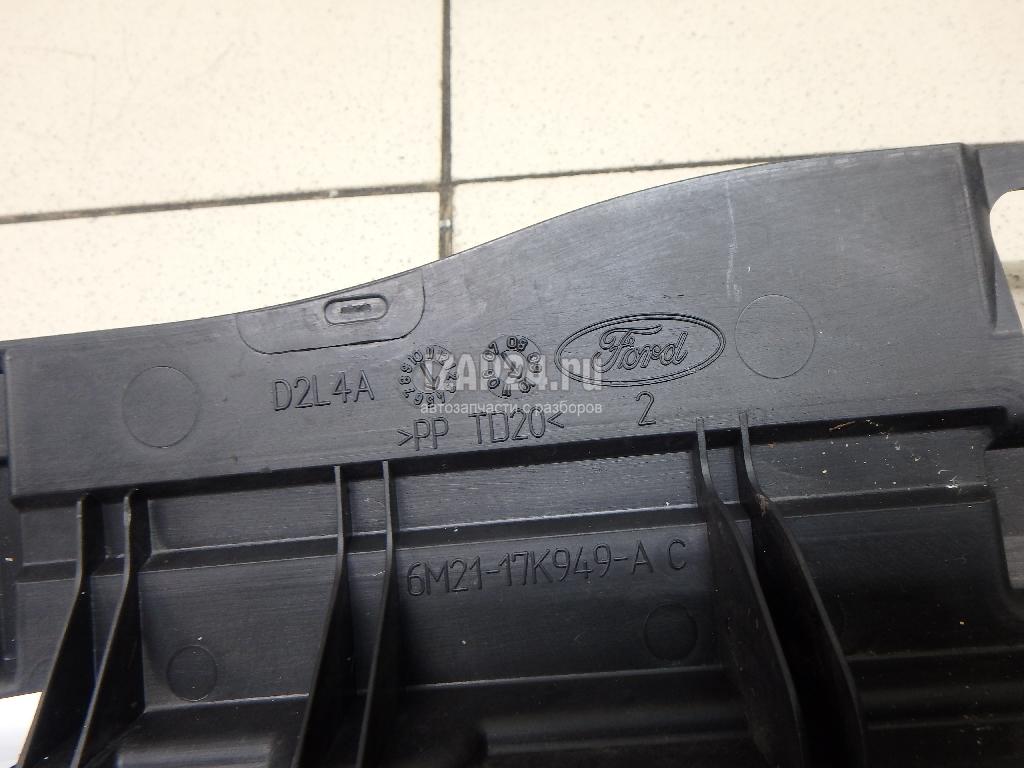 Ford
D2L4A
ZAP24.ru
автозапчасти с разборов
>PP TD20< 2
6M21-17K949-A C